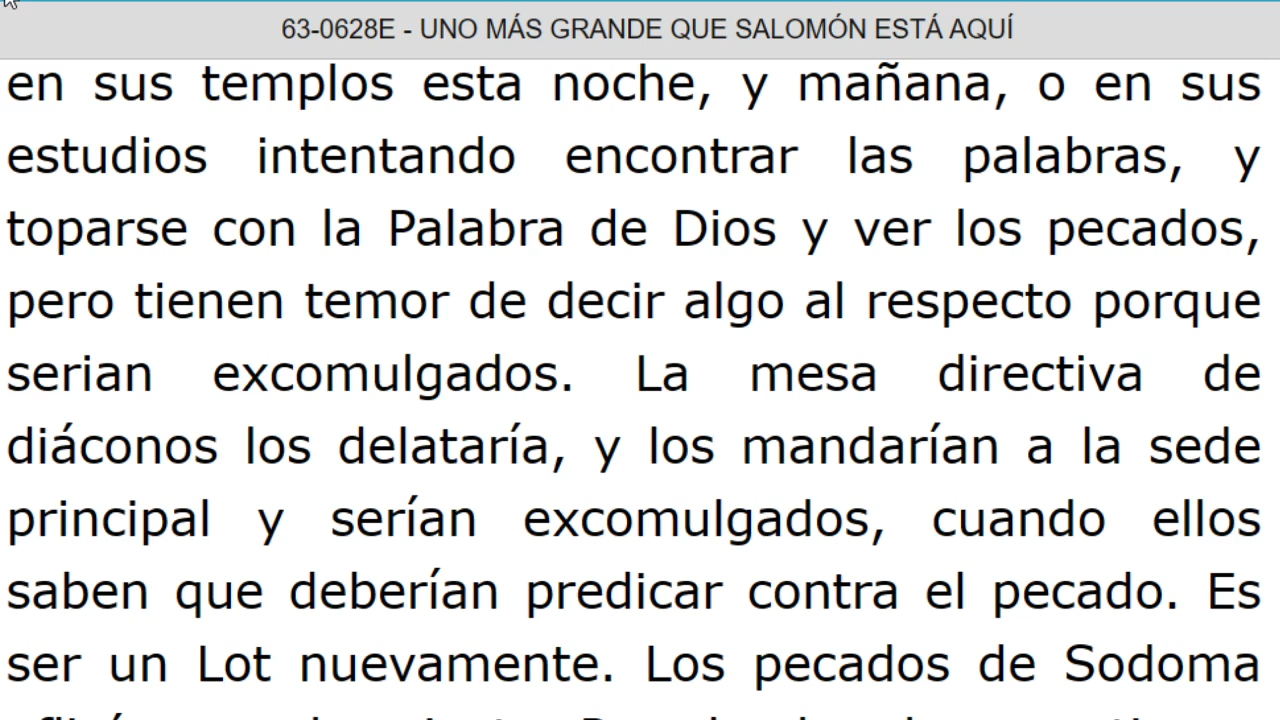 63-0628E - UNO MÁS GRANDE QUE SALOMÓN ESTÁ AQUÍ
en sus templos esta noche, y mañana, o en sus
estudios intentando encontrar las palabras, y
toparse con la Palabra de Dios y ver los pecados,
pero tienen temor de decir algo al respecto porque
serian excomulgados. La mesa directiva de
diáconos los delataría, y los mandarían a la sede
principal y serían excomulgados, cuando ellos
saben que deberían predicar contra el pecado. Es
ser un Lot nuevamente. Los pecados de Sodoma